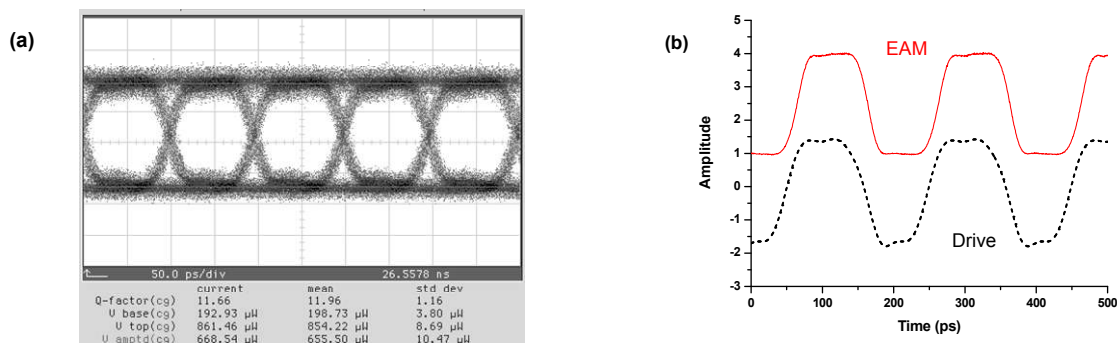 (a)
50.0 ps/div 26.5578 ns
current mean std dev
Q-factor(cg) 11.66 11.96 1.16
V base(cg) 192.93 µW 198.73 µW 3.80 µW
V top(cg) 861.46 µW 854.22 µW 8.69 µW
V amptd(cg) 668.54 µW 655.50 µW 10.47 µW
(b)
EAM
Drive
Amplitude
5
4
3
2
1
0
-1
-2
-3
0 100 200 300 400 500
Time (ps)